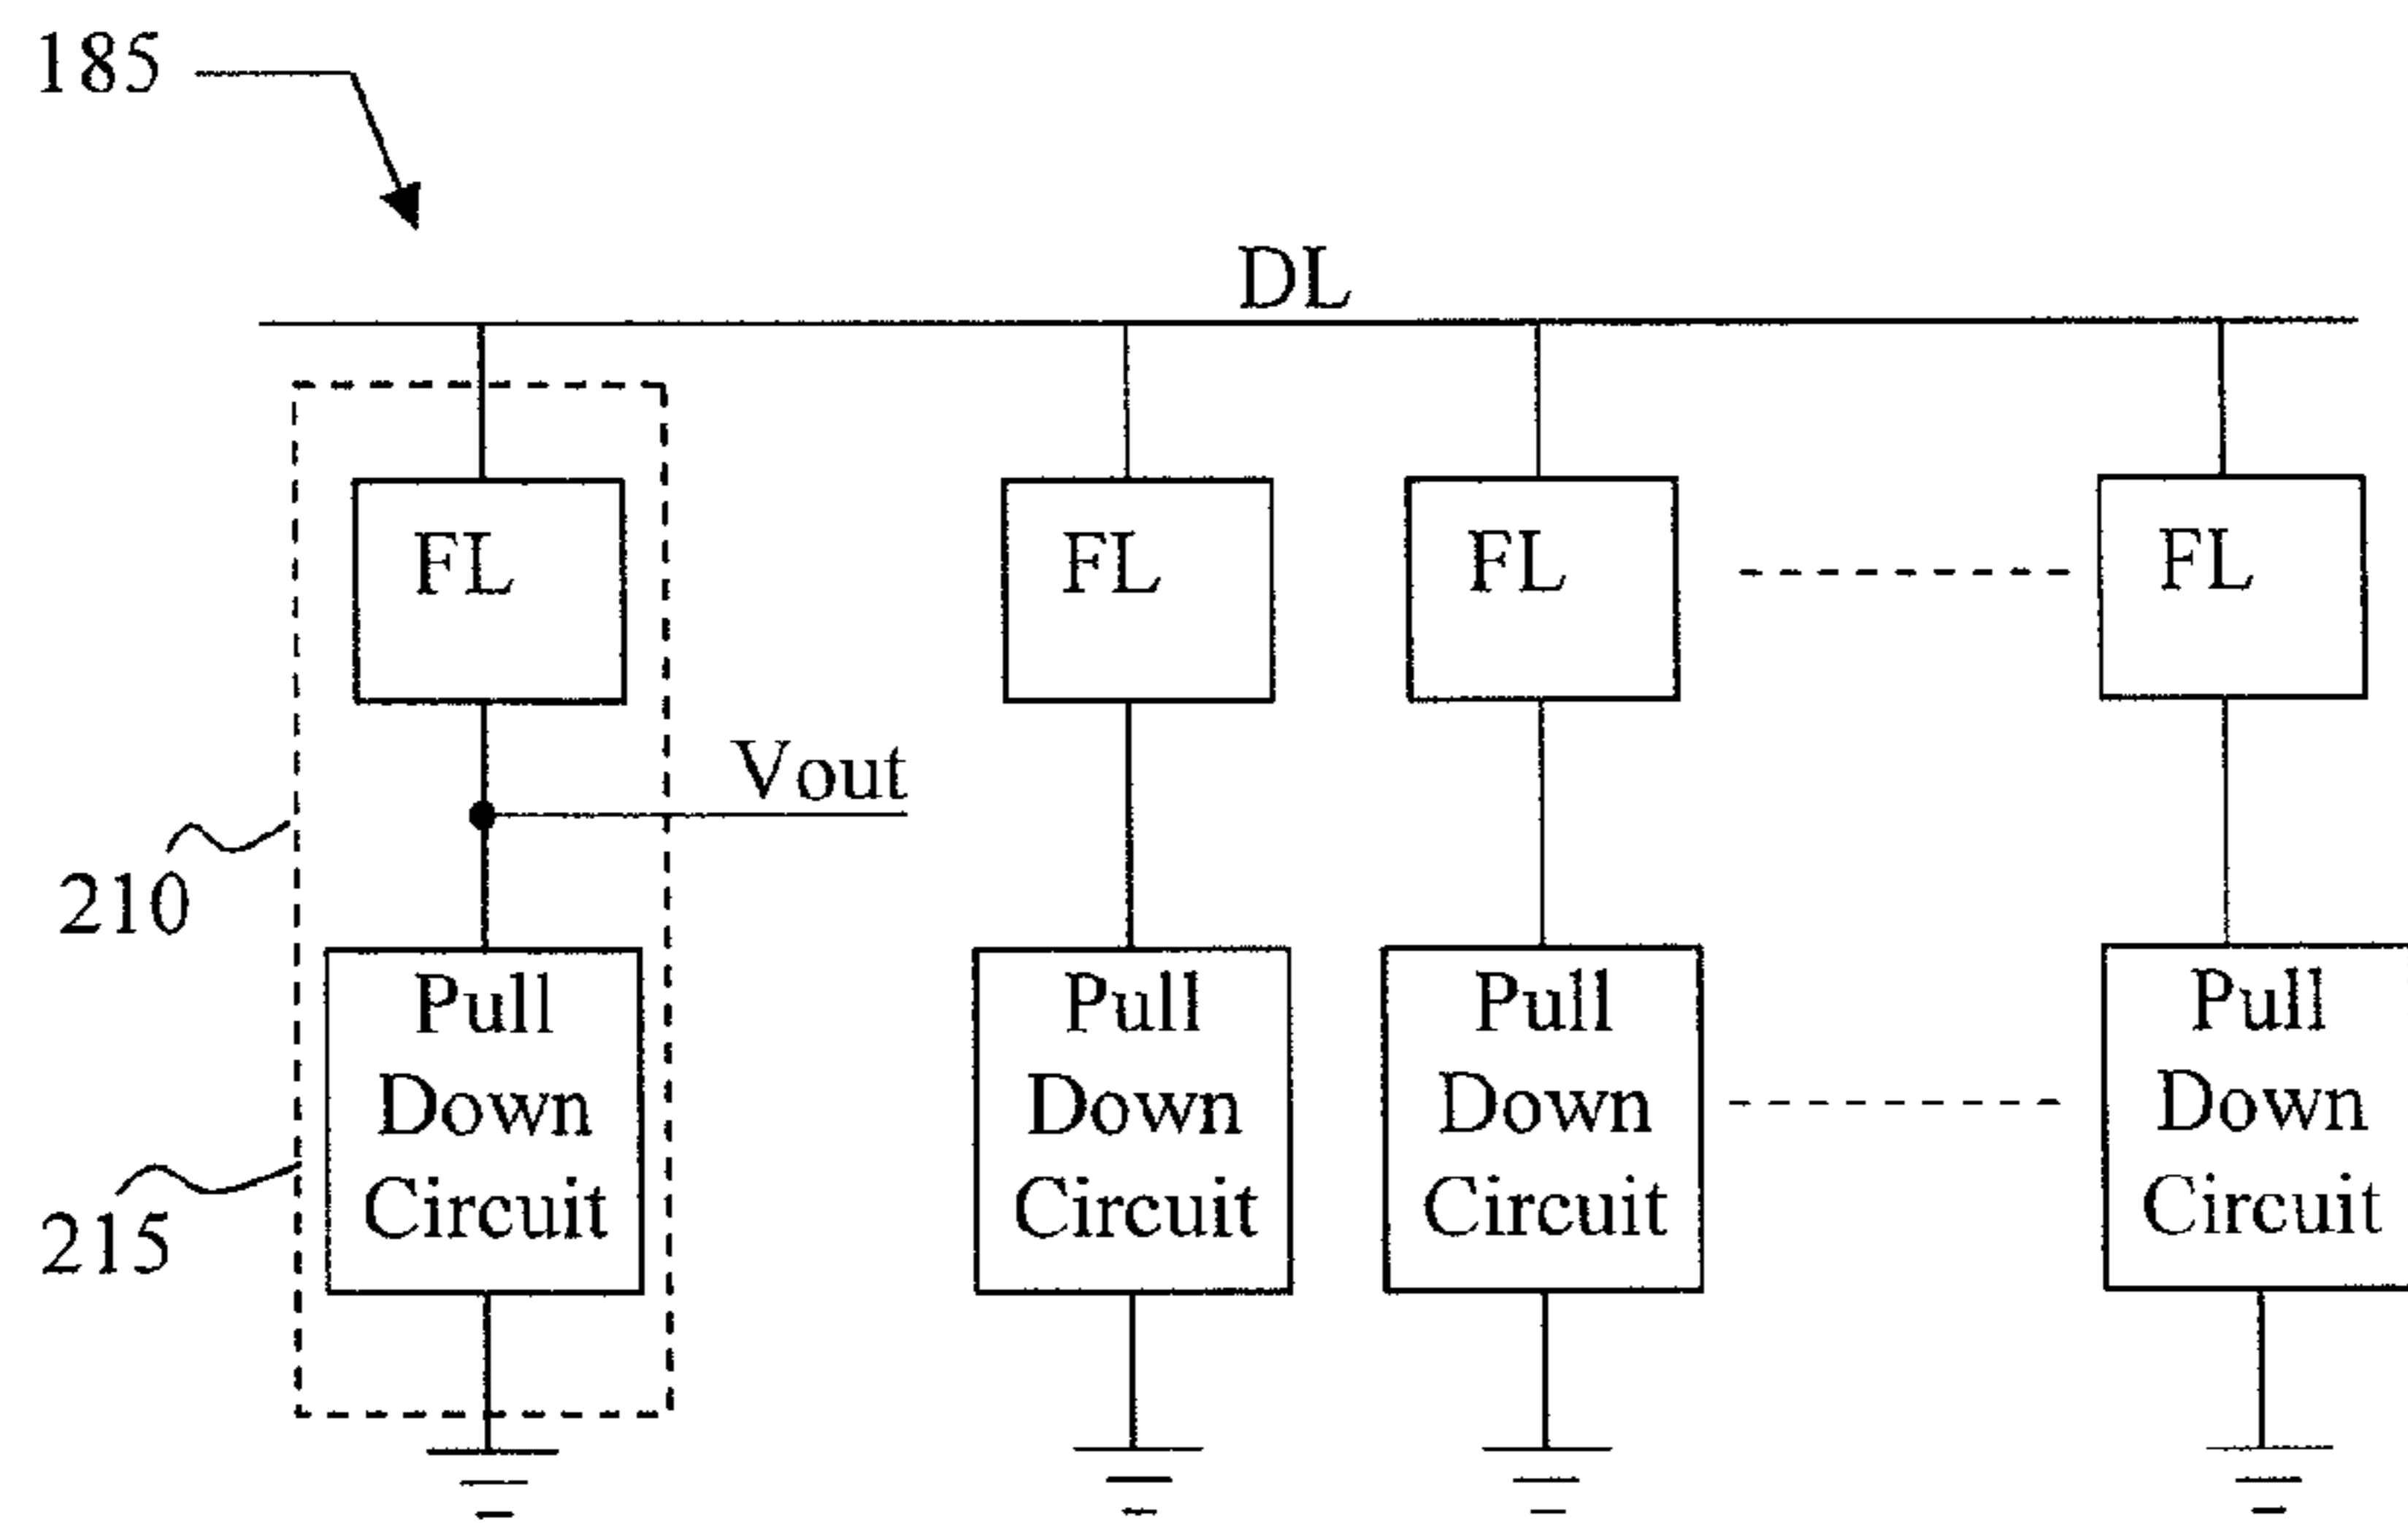 185
DL
FL
FL
FL
FL
Vout
210
Pull
Down
Circuit
Pull
Down
Circuit
Pull
Down
Circuit
Pull
Down
Circuit
215